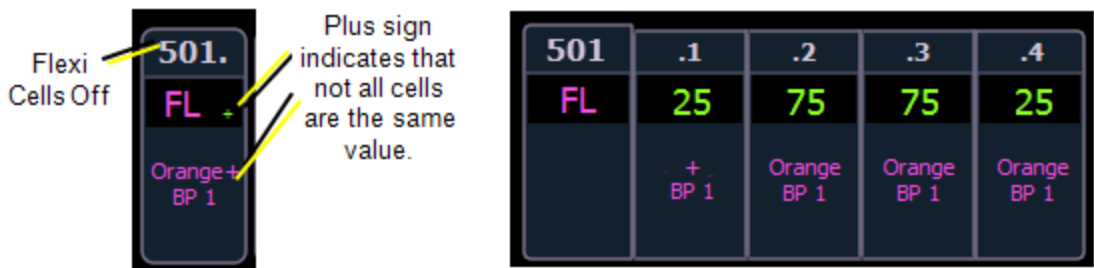 Flexi
Cells Off
501.
FL +
Orange+
BP 1
Plus sign
indicates that
not all cells
are the same
value.
501 .1 .2 .3 .4
FL 25 75 75 25
+ Orange Orange Orange
BP 1 BP 1 BP 1 BP 1